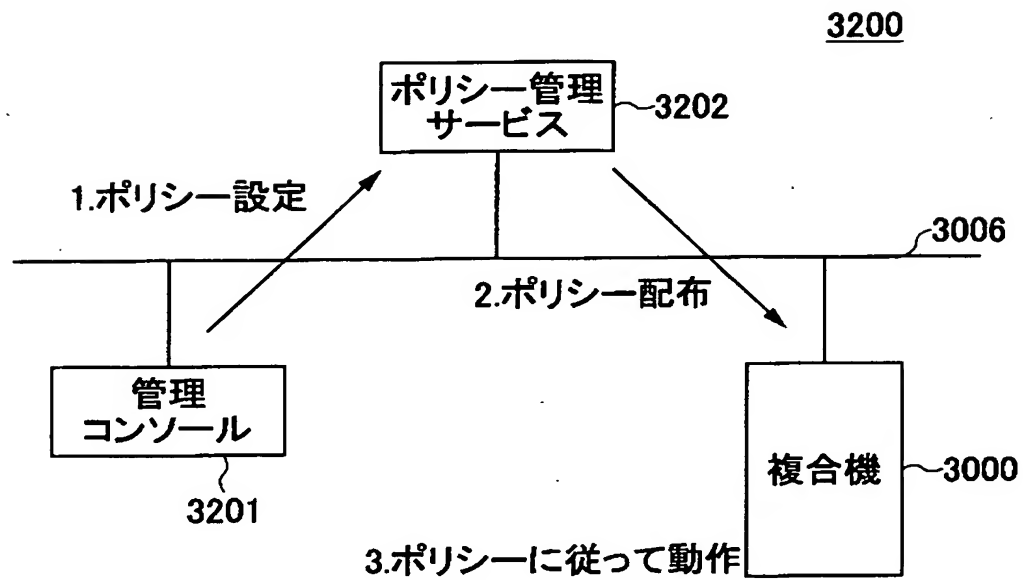 3200
ポリシー管理
サービス
3202
1.ポリシー設定
3006
2.ポリシー配布
管理
コンソール
3201
複合機
3000
3.ポリシーに従って動作